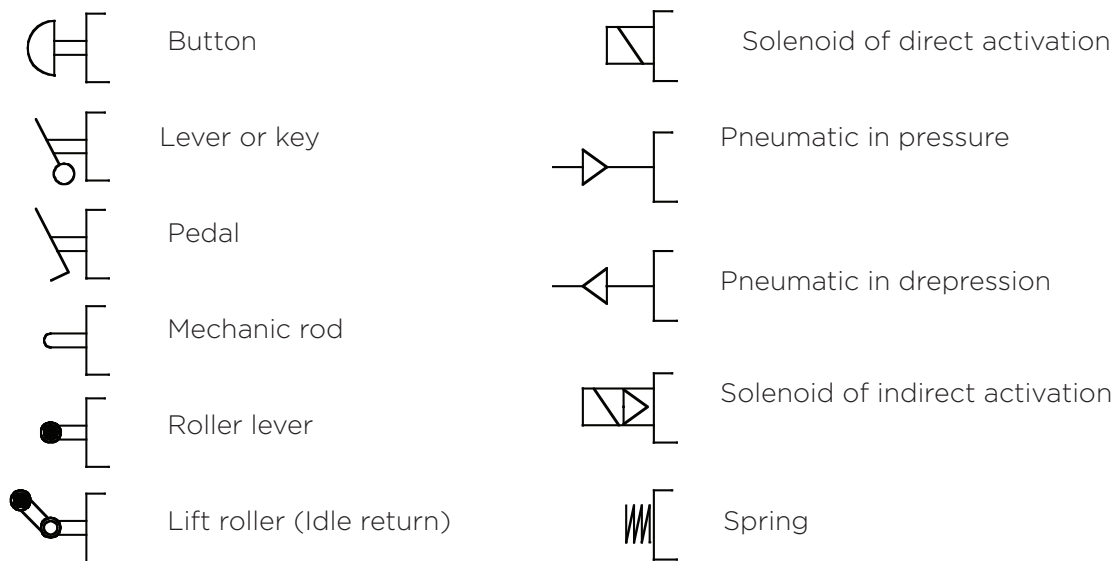 Button
Lever or key
Pedal
Mechanic rod
Roller lever
Lift roller (Idle return)
Solenoid of direct activation
Pneumatic in pressure
Pneumatic in drepression
Solenoid of indirect activation
Spring